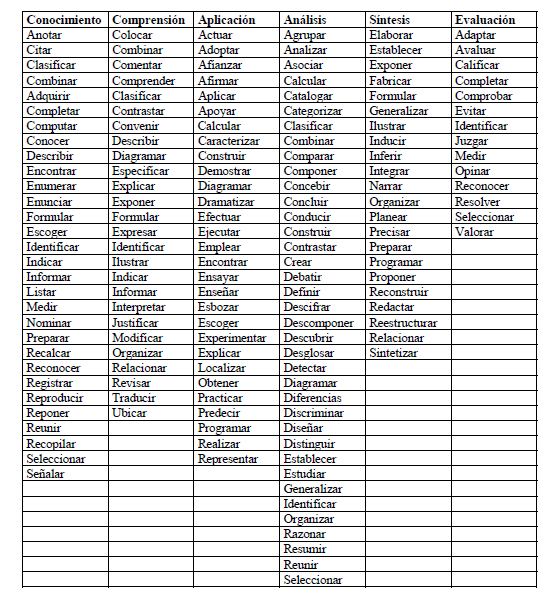 Conocimiento Comprensión Aplicación Análisis Síntesis Evaluación
Anotar Colocar Actuar Agrupar Elaborar Adaptar
Citar Combinar Adoptar Analizar Establecer Avaluar
Clasificar Comentar Afianzar Asociar Exponer Calificar
Combinar Comprender Afirmar Calcular Fabricar Completar
Adquirir Clasificar Aplicar Catalogar Formular Comprobar
Completar Contrastar Apoyar Categorizar Generalizar Evitar
Computar Convenir Calcular Clasificar Ilustrar Identificar
Conocer Describir Caracterizar Combinar Inducir Juzgar
Describir Diagramar Construir Comparar Inferir Medir
Encontrar Especificar Demostrar Componer Integrar Opinar
Enumerar Explicar Diagramar Concebir Narrar Reconocer
Enunciar Exponer Dramatizar Concluir Organizar Resolver
Formular Formular Efectuar Conducir Planear Seleccionar
Escoger Expresar Ejecutar Construir Precisar Valorar
Identificar Identificar Emplear Contrastar Preparar
Indicar Ilustrar Encontrar Crear Programar
Informar Indicar Ensayar Debatir Proponer
Listar Informar Enseñar Definir Reconstruir
Medir Interpretar Esbozar Descifrar Redactar
Nominar Justificar Escoger Descomponer Reestructurar
Preparar Modificar Experimentar Descubrir Relacionar
Recalcar Organizar Explicar Desglosar Sintetizar
Reconocer Relacionar Localizar Detectar
Registrar Revisar Obtener Diagramar
Reproducir Traducir Practicar Diferencias
Reponer Ubicar Predecir Discriminar
Reunir Programar Diseñar
Recopilar Realizar Distinguir
Seleccionar Representar Establecer
Señalar Estudiar
Generalizar
Identificar
Organizar
Razonar
Resumir
Reunir
Seleccionar